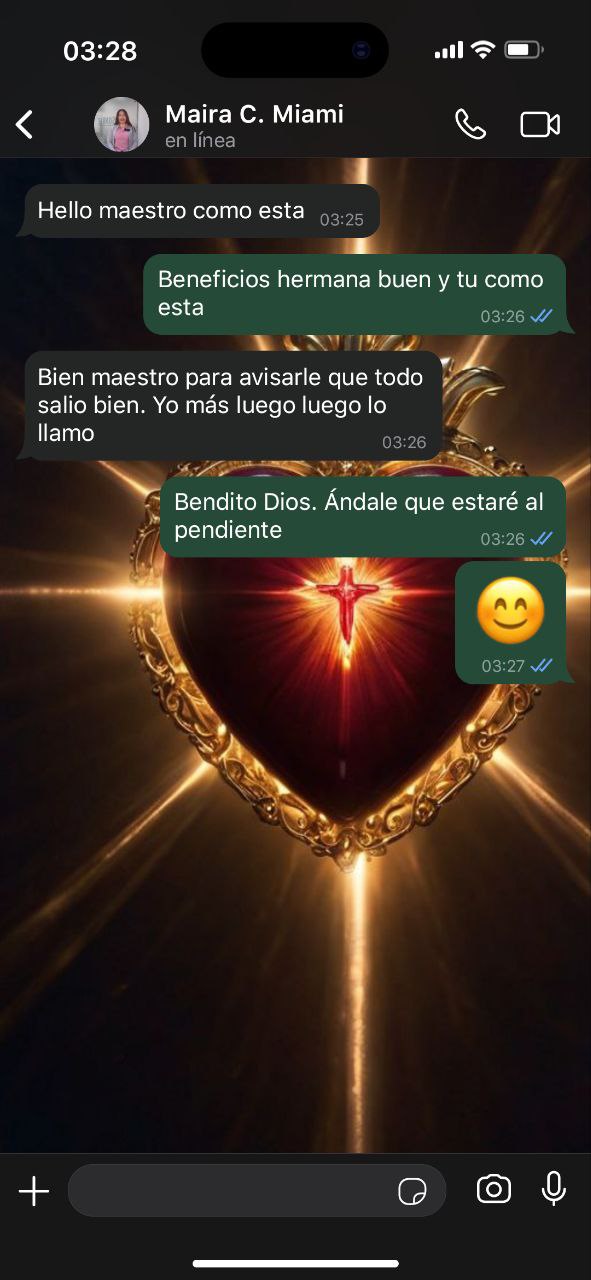 03:28
Maira C. Miami
en línea
Hello maestro como esta
03:25
Beneficios hermana buen y tu como
esta
03:26
Bien maestro para avisarle que todo
salio bien. Yo más luego luego lo
llamo
03:26
Bendito Dios. Ándale que estaré al
pendiente
03:26
03:27